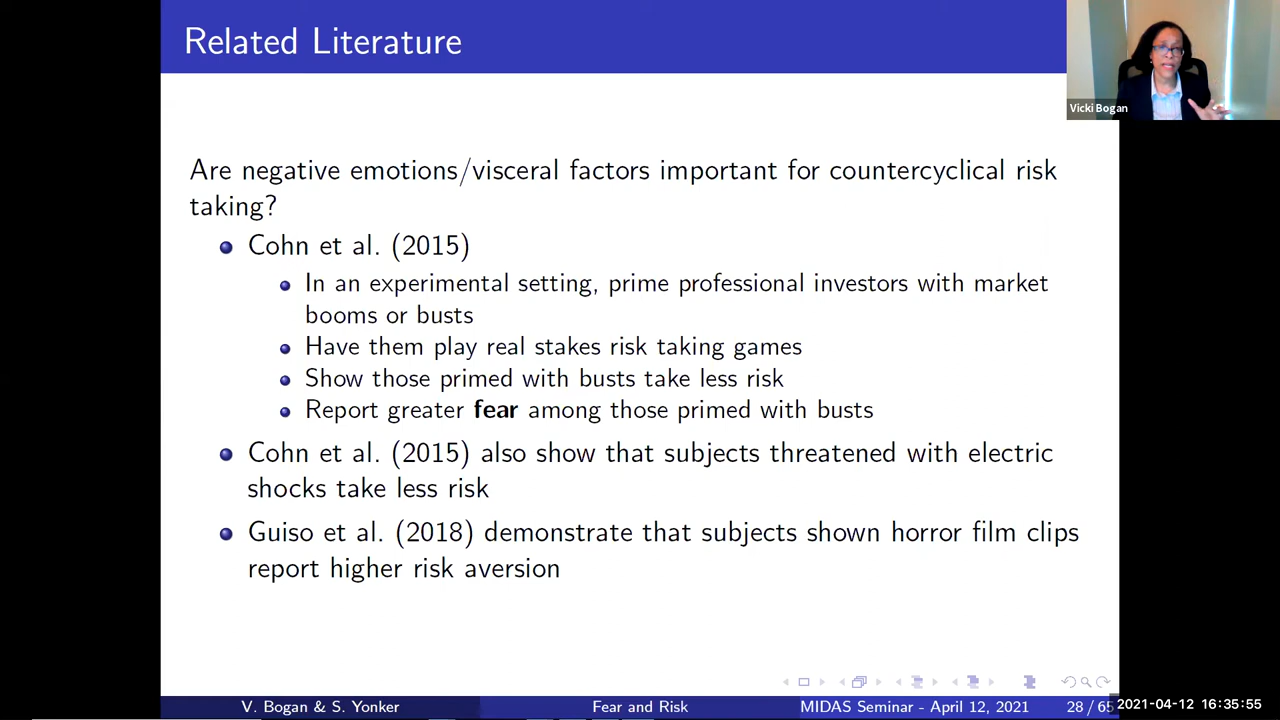 Related Literature
Vicki Bogan
Are negative emotions/visceral factors important for countercyclical risk
taking?
Cohn et al. (2015)
In an experimental setting, prime professional investors with market
booms or busts
Have them play real stakes risk taking games
Show those primed with busts take less risk
Report greater fear among those primed with busts
Cohn et al. (2015) also show that subjects threatened with electric
shocks take less risk
Guiso et al. (2018) demonstrate that subjects shown horror film clips
report higher risk aversion
V. Bogan & S. Yonker Fear and Risk MIDAS Seminar - April 12, 2021 28 / 65
2021-04-12 16:35:55